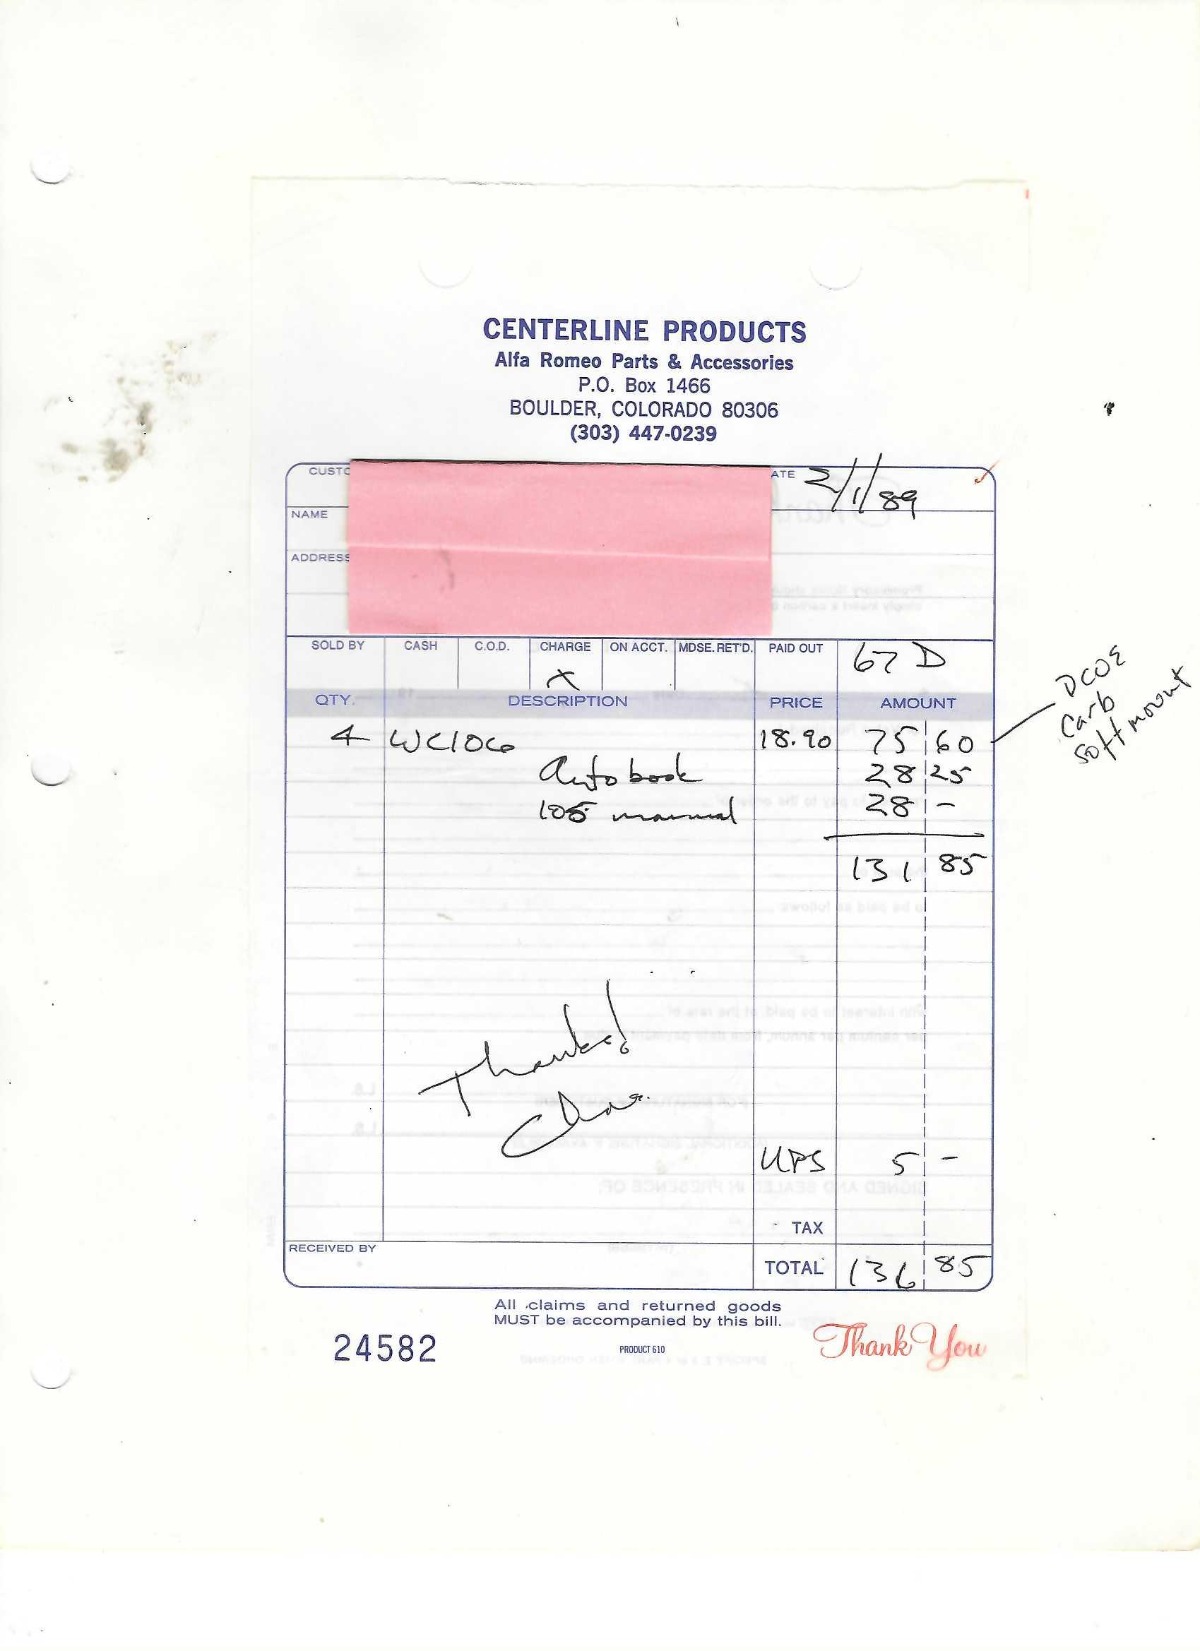 CENTERLINE PRODUCTS
Alfa Romeo Parts & Accessories
P.O. Box 1466
BOULDER, COLORADO 80306
(303) 447-0239
CUSTO ATE 2/1/89
NAME
ADDRESS
SOLD BY CASH C.O.D. CHARGE ON ACCT. MDSE. RET'D. PAID OUT 67 D
X
QTY. DESCRIPTION PRICE AMOUNT
4 WC106 18.90 75 60
Autobook 28 25
105 manual 28 -
131 85
DCOE
Carb
soft mount
Thanks!
UPS 5 -
TAX
RECEIVED BY
TOTAL 136 85
All claims and returned goods
MUST be accompanied by this bill.
24582 PRODUCT 610 Thank You